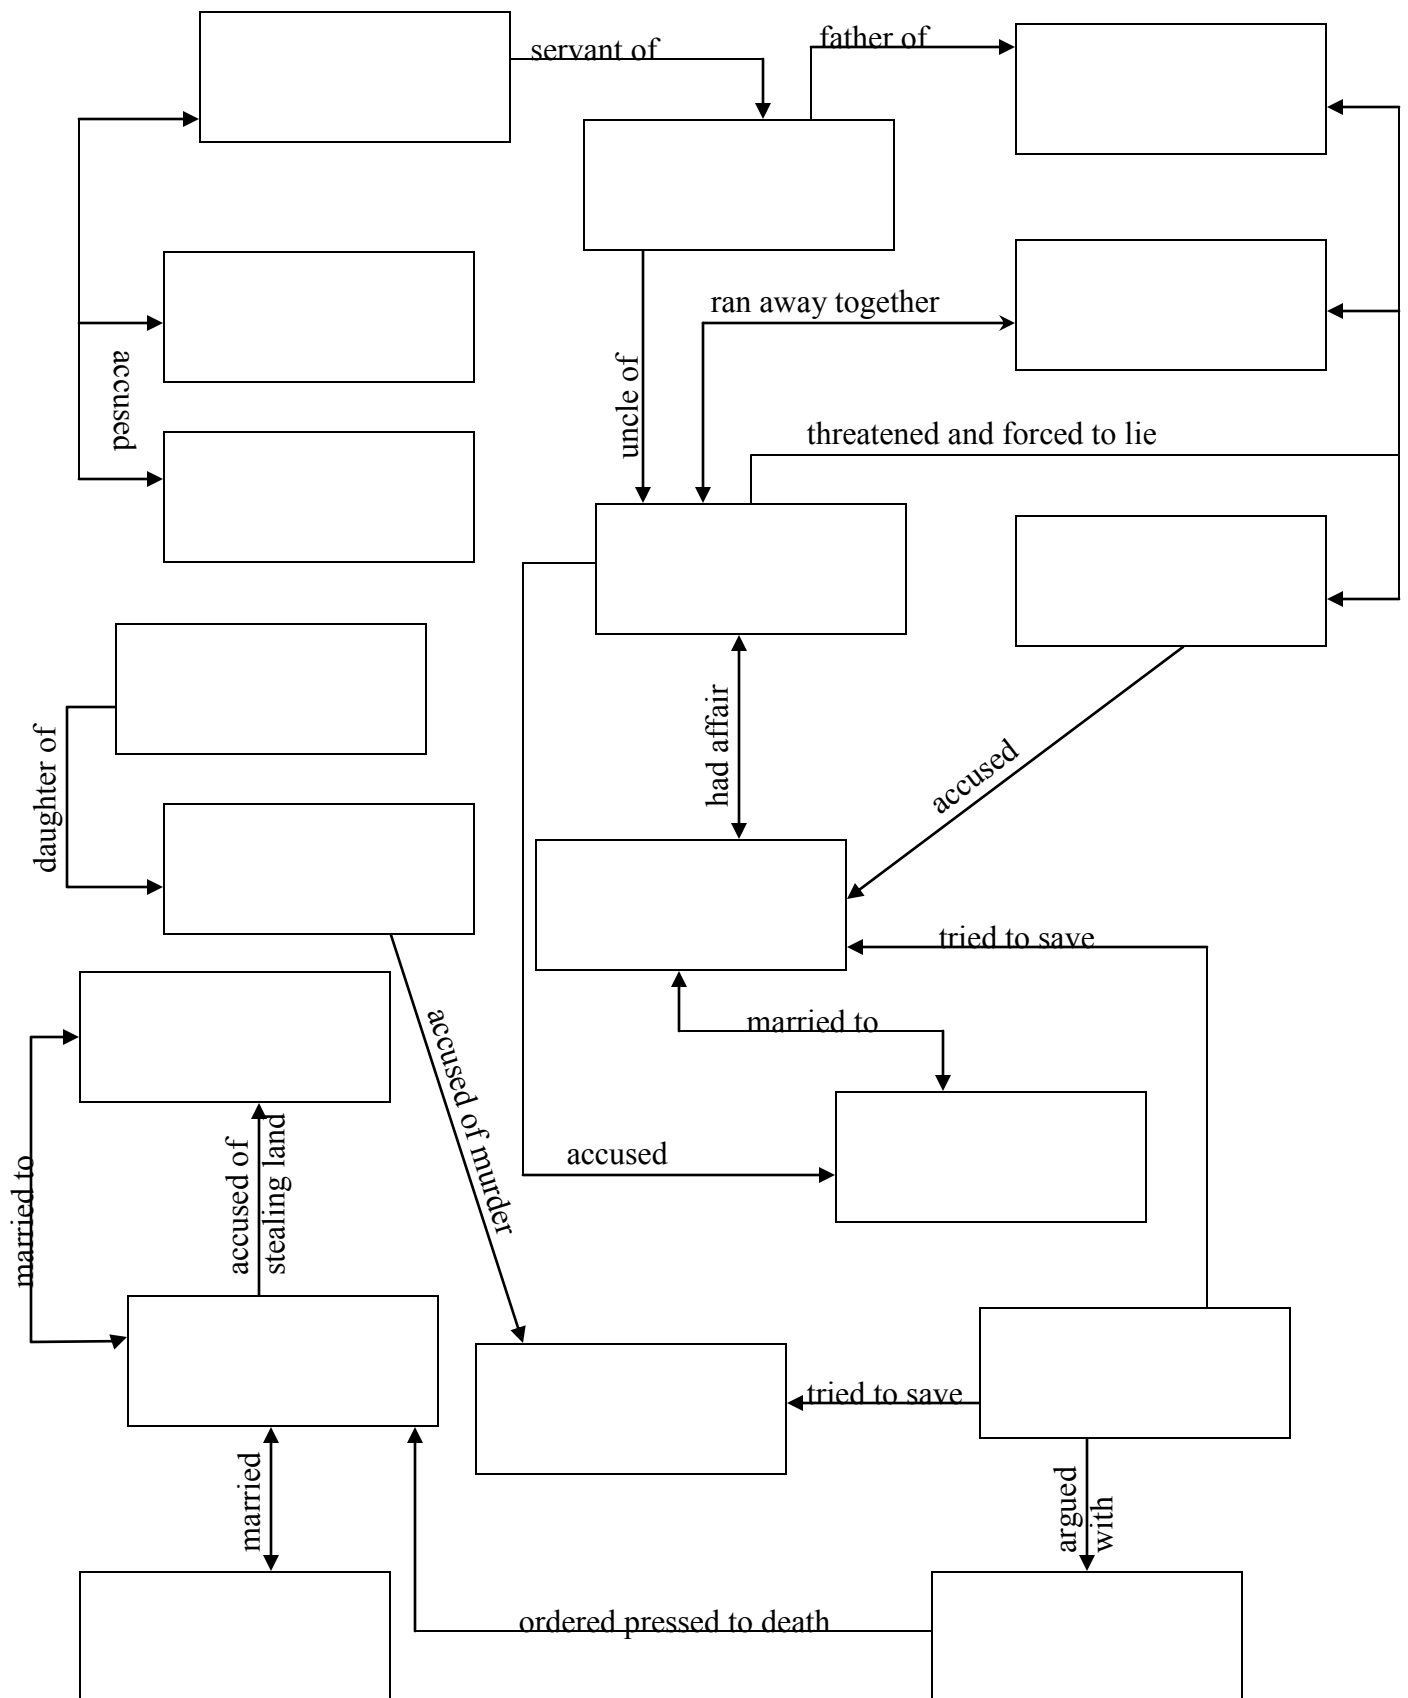 servant of
father of
ran away together
accused
uncle of
threatened and forced to lie
had affair
daughter of
accused
tried to save
married to
accused of murder
accused of
stealing land
married to
accused
tried to save
married
argued
with
ordered pressed to death